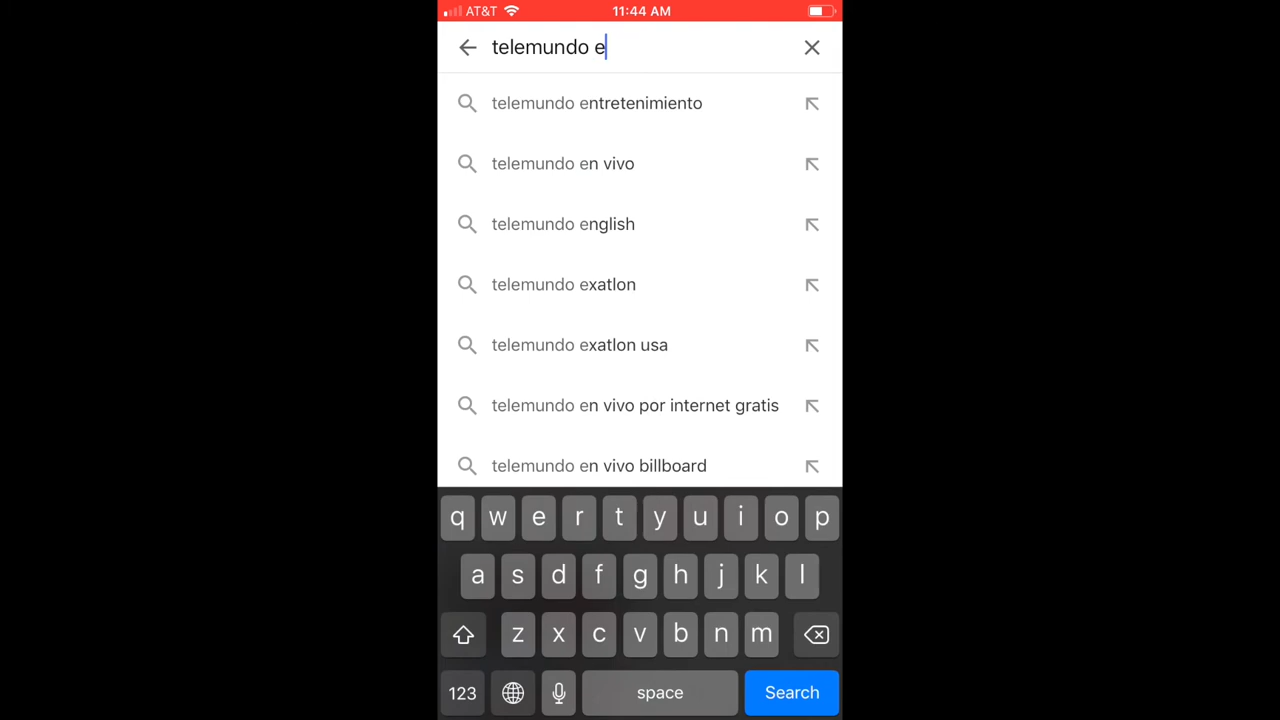 AT&T 11:44 AM
telemundo e
telemundo entretenimiento
telemundo en vivo
telemundo english
telemundo exatlon
telemundo exatlon usa
telemundo en vivo por internet gratis
telemundo en vivo billboard
q w e r t y u i o p
a s d f g h j k l
z x c v b n m
123 space Search